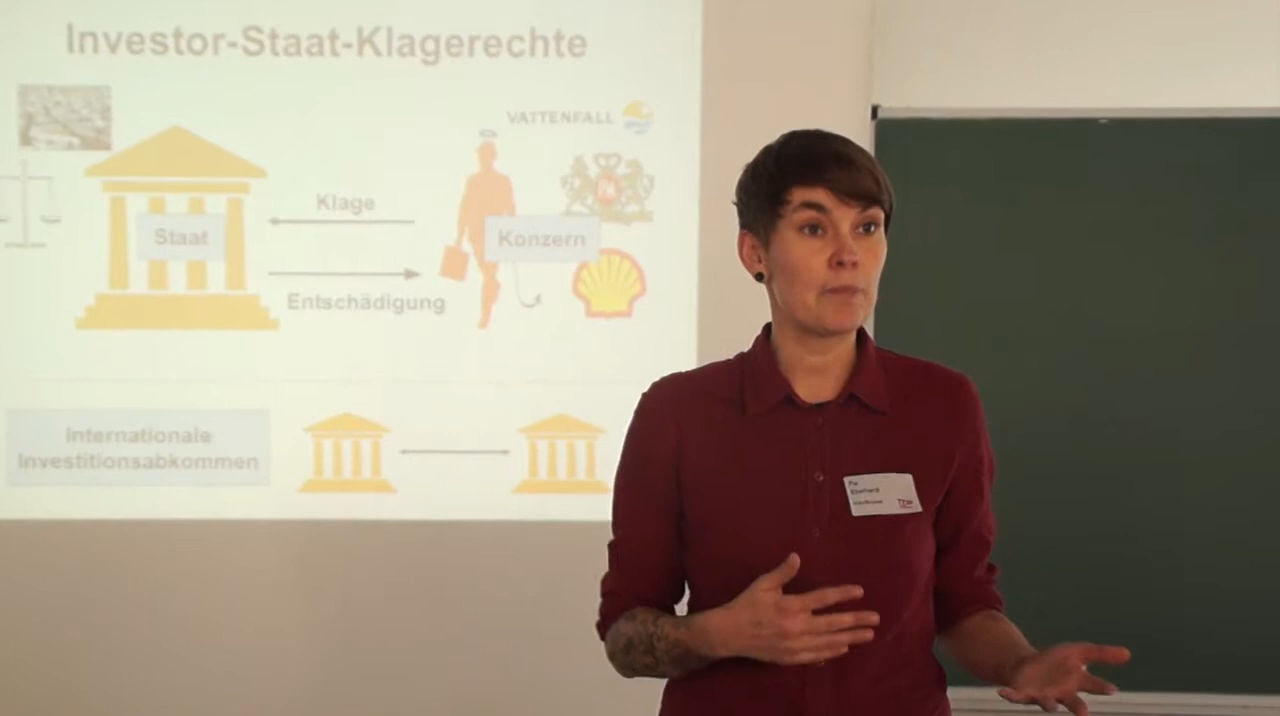 Investor-Staat-Klagerechte
VATTENFALL
Klage
Staat
Konzern
Entschädigung
Internationale
Investitionsabkommen
Pia
Eberhardt